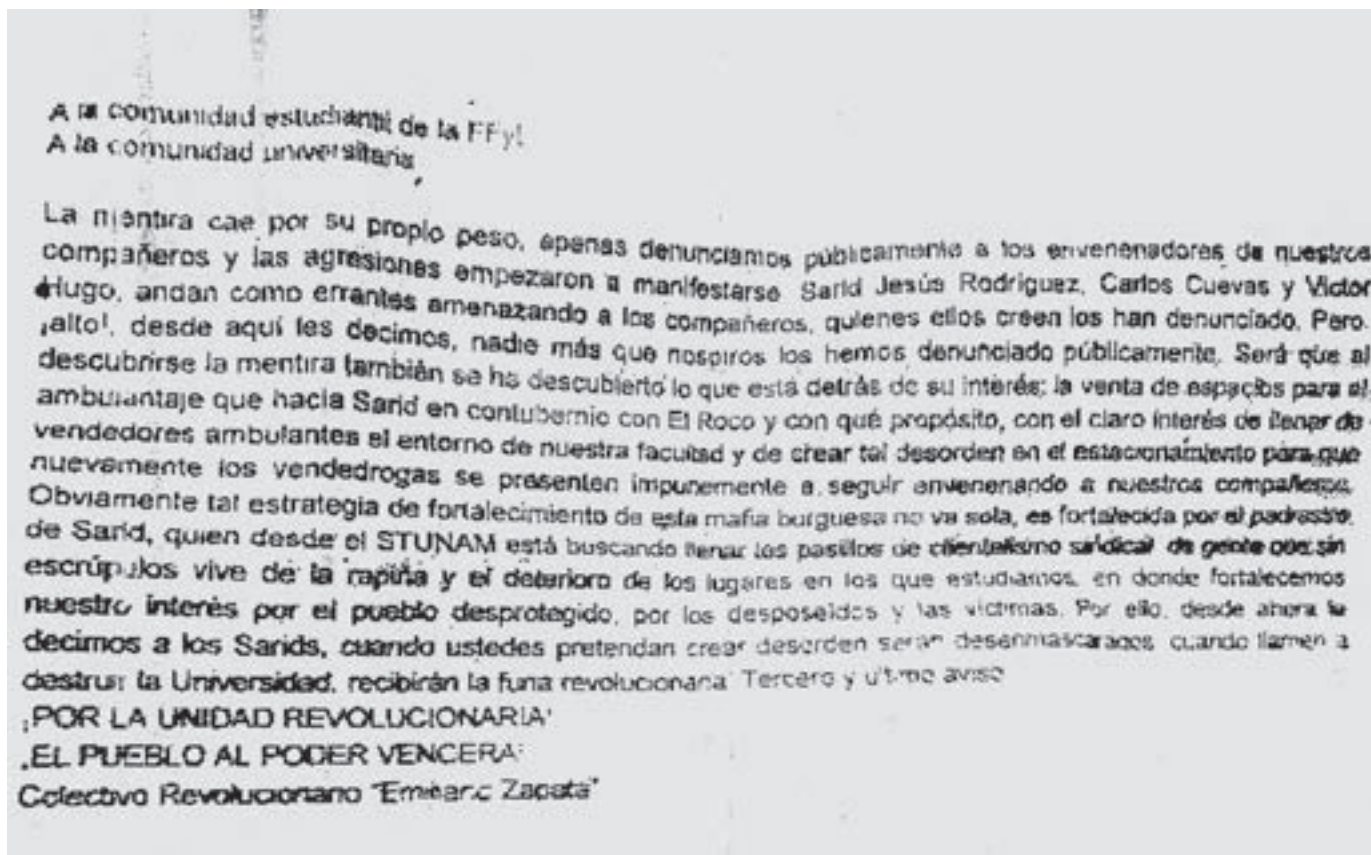 A la comunidad estudiantil de la FFyL
A la comunidad universitaria
La mentira cae por su propio peso, apenas denunciamos públicamente a los envenenadores de nuestros
compañeros y las agresiones empezaron a manifestarse. Sarid Jesús Rodriguez, Carlos Cuevas y Victor
Hugo, andan como errantes amenazando a los compañeros, quienes ellos creen los han denunciado. Pero,
¡alto!, desde aquí les decimos, nadie más que nosotros los hemos denunciado públicamente. Será que al
descubrirse la mentira también se ha descubierto lo que está detrás de su interés: la venta de espacios para el
ambulantaje que hacía Sarid en contubernio con El Roco y con qué propósito, con el claro interés de llenar de
vendedores ambulantes el entorno de nuestra facultad y de crear tal desorden en el estacionamiento para que
nuevamente los vendedrogas se presenten impunemente a seguir envenenando a nuestros compañeros.
Obviamente tal estrategia de fortalecimiento de esta mafia burguesa no va sola, es fortalecida por el padrastro
de Sarid, quien desde el STUNAM está buscando llenar los pasillos de clientelismo sindical de gente que sin
escrúpulos vive de la rapiña y el deterioro de los lugares en los que estudiamos, en donde fortalecemos
nuestro interés por el pueblo desprotegido, por los desposeídos y las víctimas. Por ello, desde ahora le
decimos a los Sarids, cuando ustedes pretendan crear desorden serán desenmascarados, cuando llamen a
destruir la Universidad, recibirán la furia revolucionaria. Tercero y último aviso
¡POR LA UNIDAD REVOLUCIONARIA!
¡EL PUEBLO AL PODER VENCERA!
Colectivo Revolucionario "Emiliano Zapata"